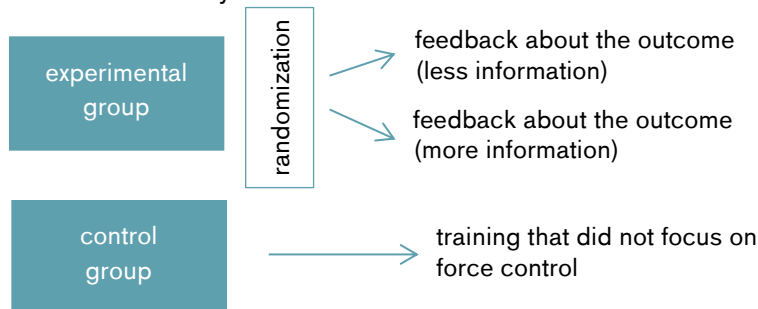 experimental
group
randomization
feedback about the outcome
(less information)
feedback about the outcome
(more information)
control
group
training that did not focus on
force control